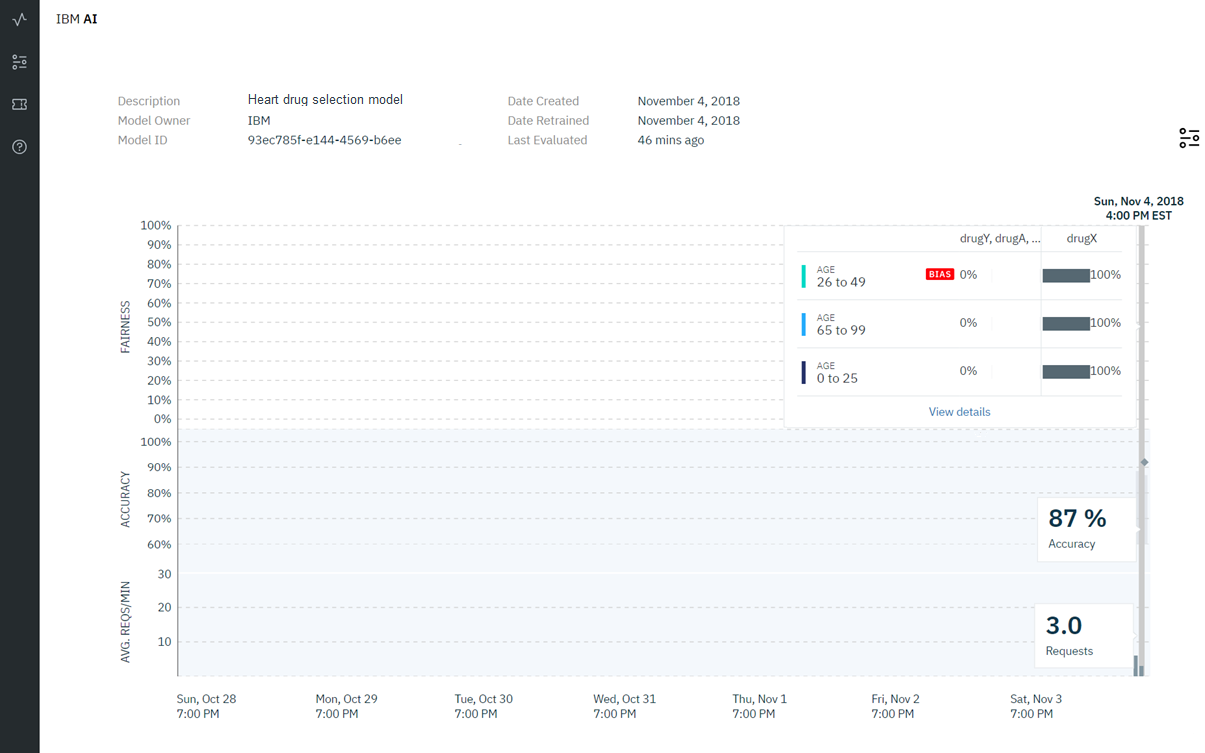 IBM AI
Description Heart drug selection model Date Created November 4, 2018
Model Owner IBM Date Retrained November 4, 2018
Model ID 93ec785f-e144-4569-b6ee Last Evaluated 46 mins ago
Sun, Nov 4, 2018
4:00 PM EST
FAIRNESS
100%
90%
80%
70%
60%
50%
40%
30%
20%
10%
0%
drugY, drugA, ... drugX
AGE
26 to 49 BIAS 0% 100%
AGE
65 to 99 0% 100%
AGE
0 to 25 0% 100%
View details
ACCURACY
100%
90%
80%
70%
60%
87 %
Accuracy
AVG. REQS/MIN
30
20
10
3.0
Requests
Sun, Oct 28 Mon, Oct 29 Tue, Oct 30 Wed, Oct 31 Thu, Nov 1 Fri, Nov 2 Sat, Nov 3
7:00 PM 7:00 PM 7:00 PM 7:00 PM 7:00 PM 7:00 PM 7:00 PM